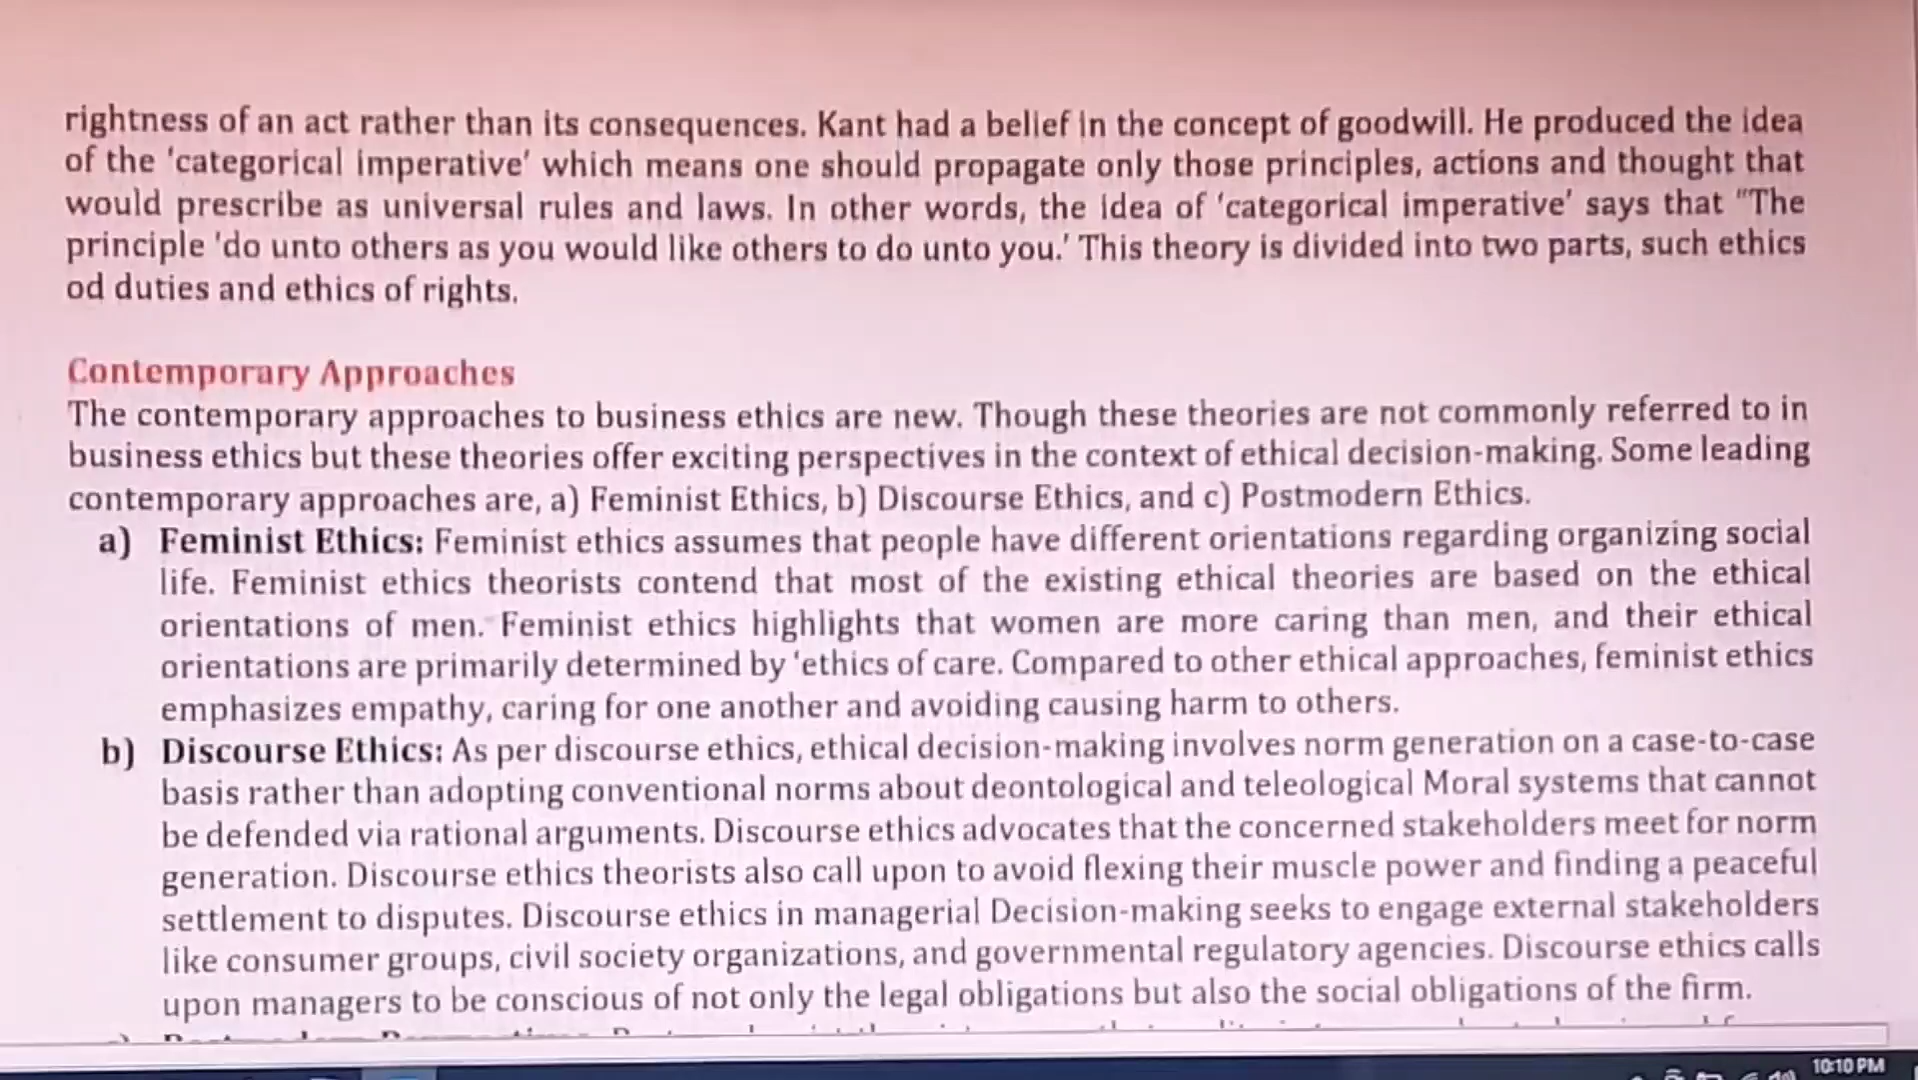 rightness of an act rather than its consequences. Kant had a belief in the concept of goodwill. He produced the idea
of the 'categorical imperative' which means one should propagate only those principles, actions and thought that
would prescribe as universal rules and laws. In other words, the idea of 'categorical imperative' says that "The
principle 'do unto others as you would like others to do unto you.' This theory is divided into two parts, such ethics
od duties and ethics of rights.
Contemporary Approaches
The contemporary approaches to business ethics are new. Though these theories are not commonly referred to in
business ethics but these theories offer exciting perspectives in the context of ethical decision-making. Some leading
contemporary approaches are, a) Feminist Ethics, b) Discourse Ethics, and c) Postmodern Ethics.
a) Feminist Ethics: Feminist ethics assumes that people have different orientations regarding organizing social
life. Feminist ethics theorists contend that most of the existing ethical theories are based on the ethical
orientations of men. Feminist ethics highlights that women are more caring than men, and their ethical
orientations are primarily determined by 'ethics of care. Compared to other ethical approaches, feminist ethics
emphasizes empathy, caring for one another and avoiding causing harm to others.
b) Discourse Ethics: As per discourse ethics, ethical decision-making involves norm generation on a case-to-case
basis rather than adopting conventional norms about deontological and teleological Moral systems that cannot
be defended via rational arguments. Discourse ethics advocates that the concerned stakeholders meet for norm
generation. Discourse ethics theorists also call upon to avoid flexing their muscle power and finding a peaceful
settlement to disputes. Discourse ethics in managerial Decision-making seeks to engage external stakeholders
like consumer groups, civil society organizations, and governmental regulatory agencies. Discourse ethics calls
upon managers to be conscious of not only the legal obligations but also the social obligations of the firm.
10:10 PM